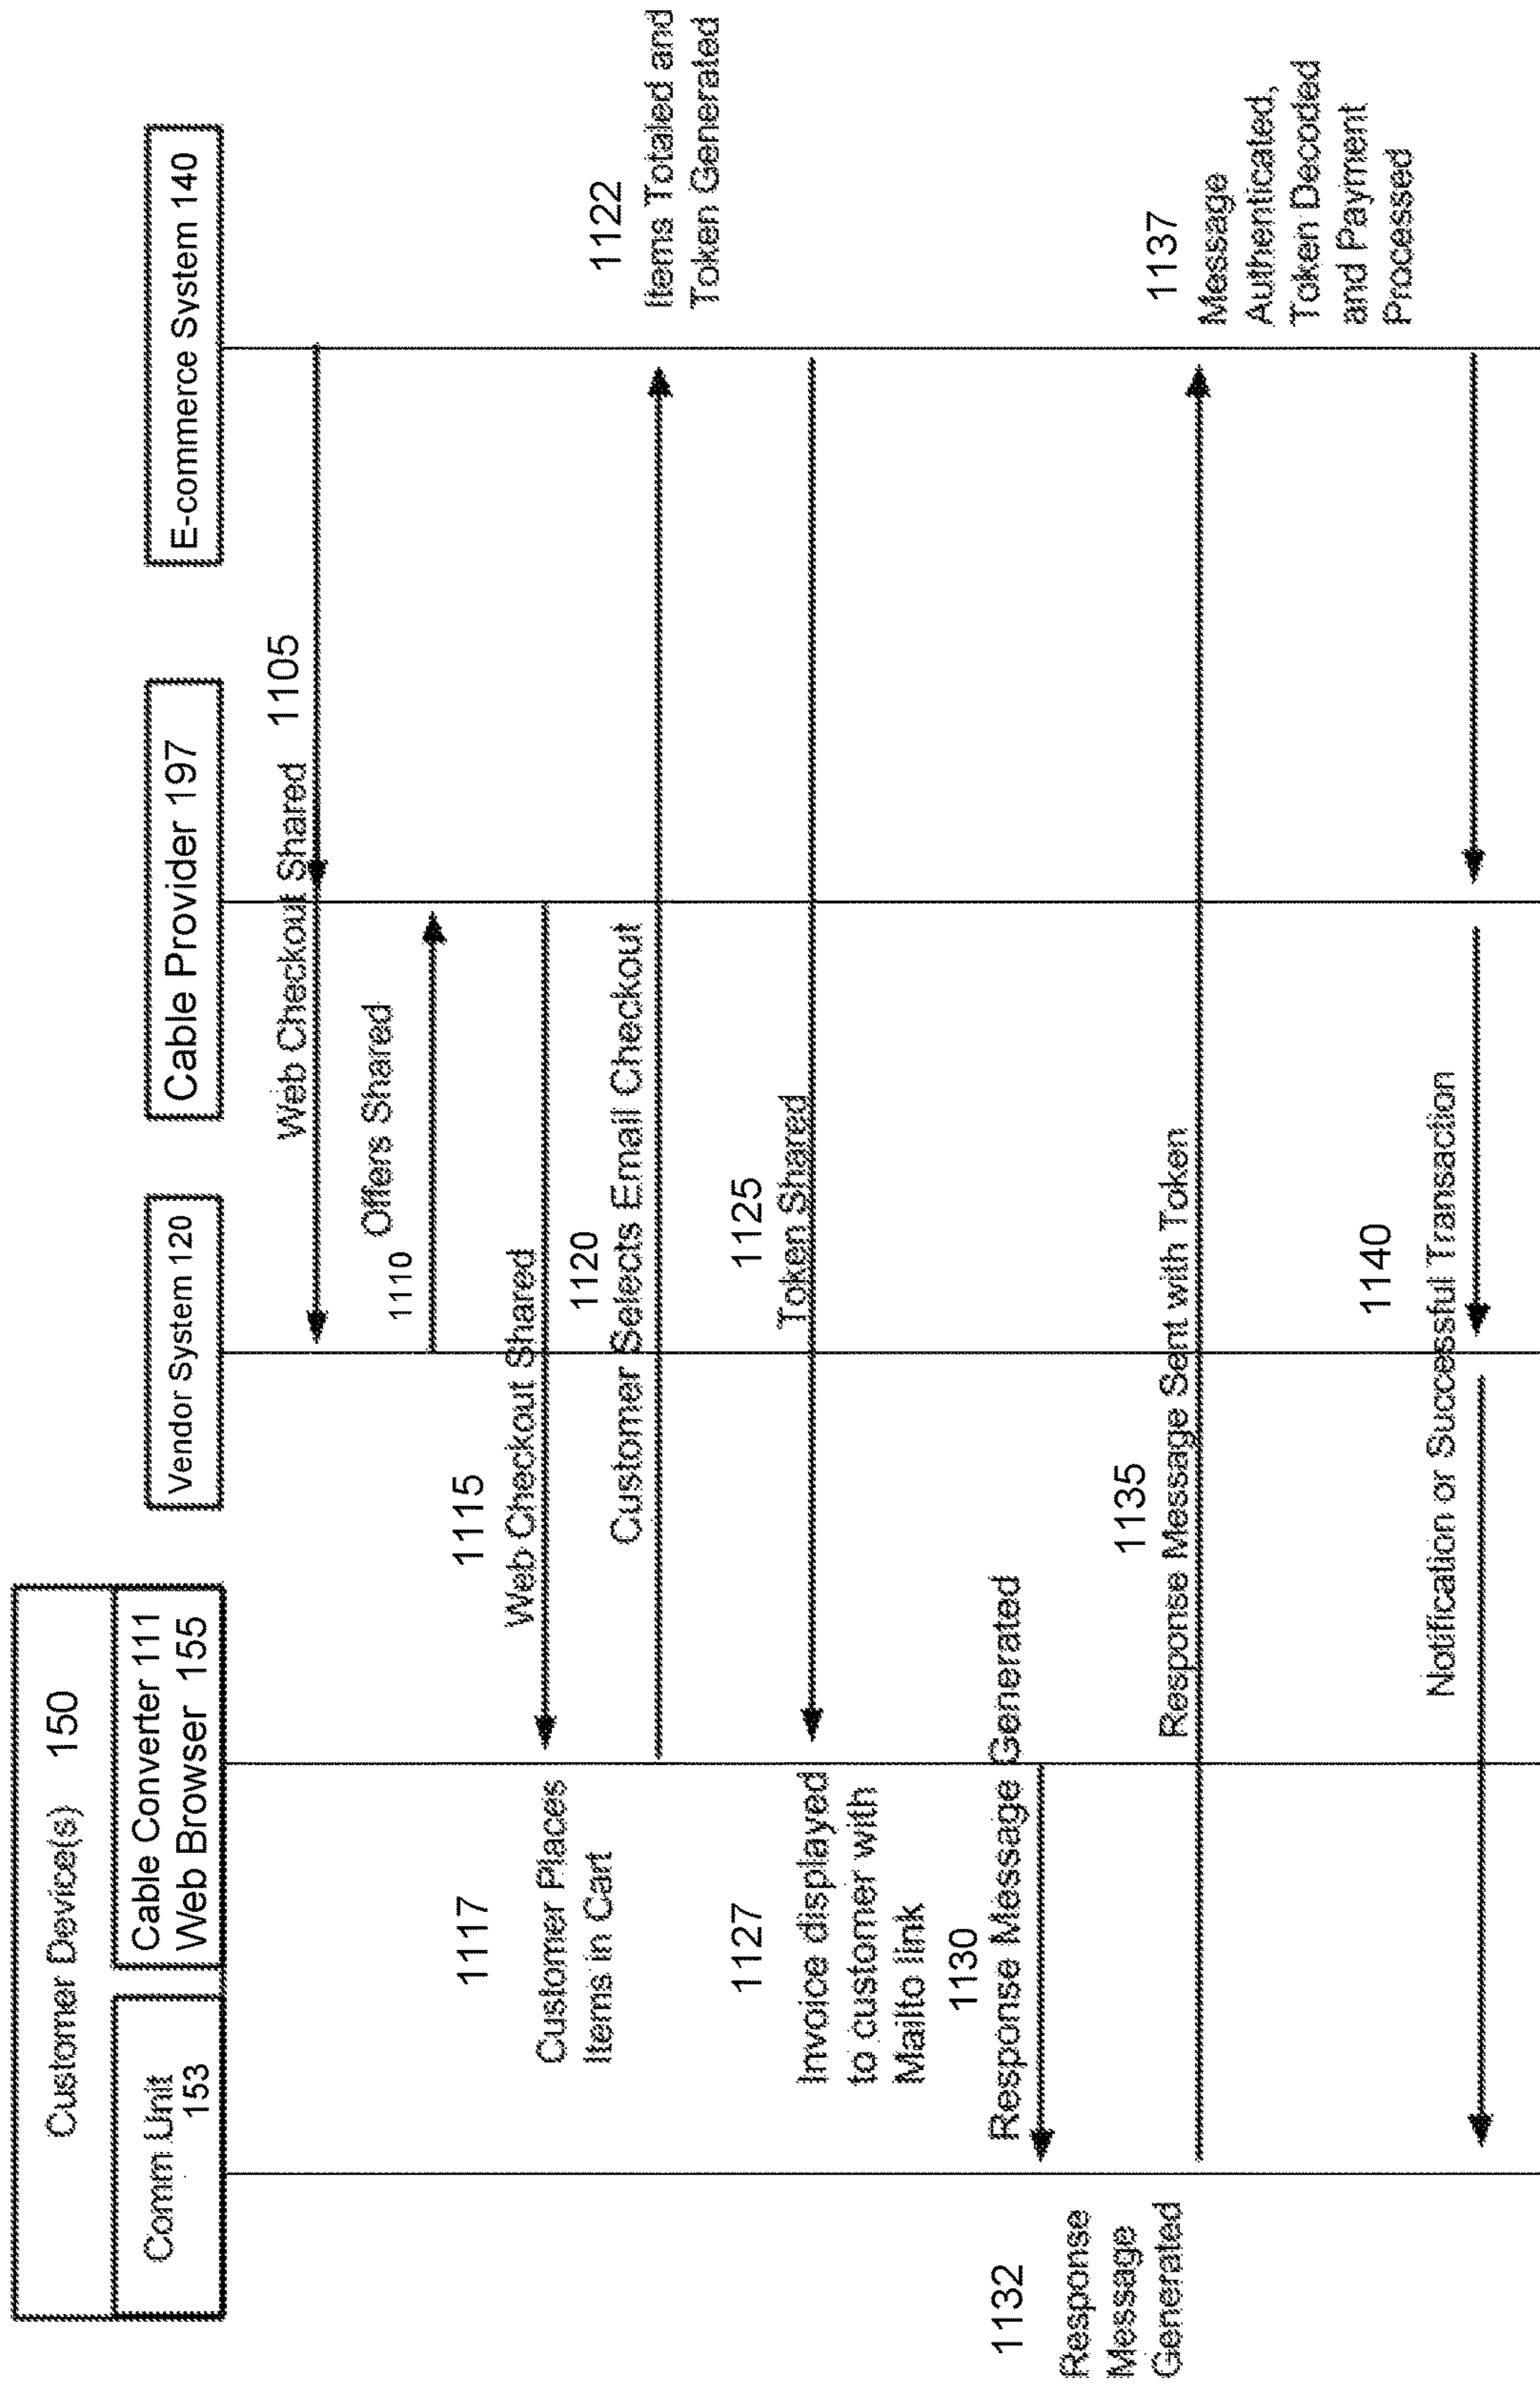 Customer Device(s) 150
Comm Unit
153
Cable Converter 111
Web Browser 155
Vendor System 120
Cable Provider 197
E-commerce System 140
Web Checkout Shared 1105
Offers Shared
1110
1115
Web Checkout Shared
1117
Customer Places
Items in Cart
1120
Customer Selects Email Checkout
1122
Items Totaled and
Token Generated
1125
Token Shared
1127
Invoice displayed
to customer with
Mailto link
1130
Response Message Generated
1132
Response
Message
Generated
1135
Response Message Sent with Token
1137
Message
Authenticated,
Token Decoded
and Payment
Processed
1140
Notification or Successful Transaction